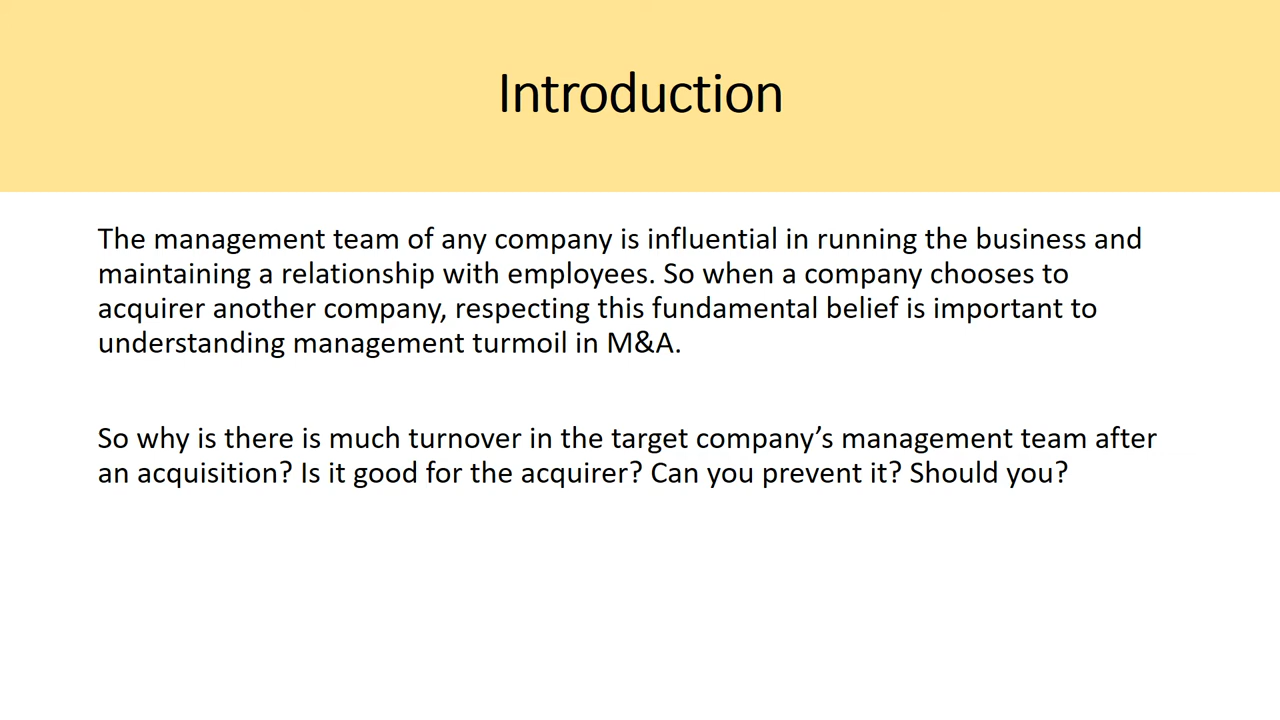 Introduction
The management team of any company is influential in running the business and
maintaining a relationship with employees. So when a company chooses to
acquirer another company, respecting this fundamental belief is important to
understanding management turmoil in M&A.
So why is there is much turnover in the target company’s management team after
an acquisition? Is it good for the acquirer? Can you prevent it? Should you?